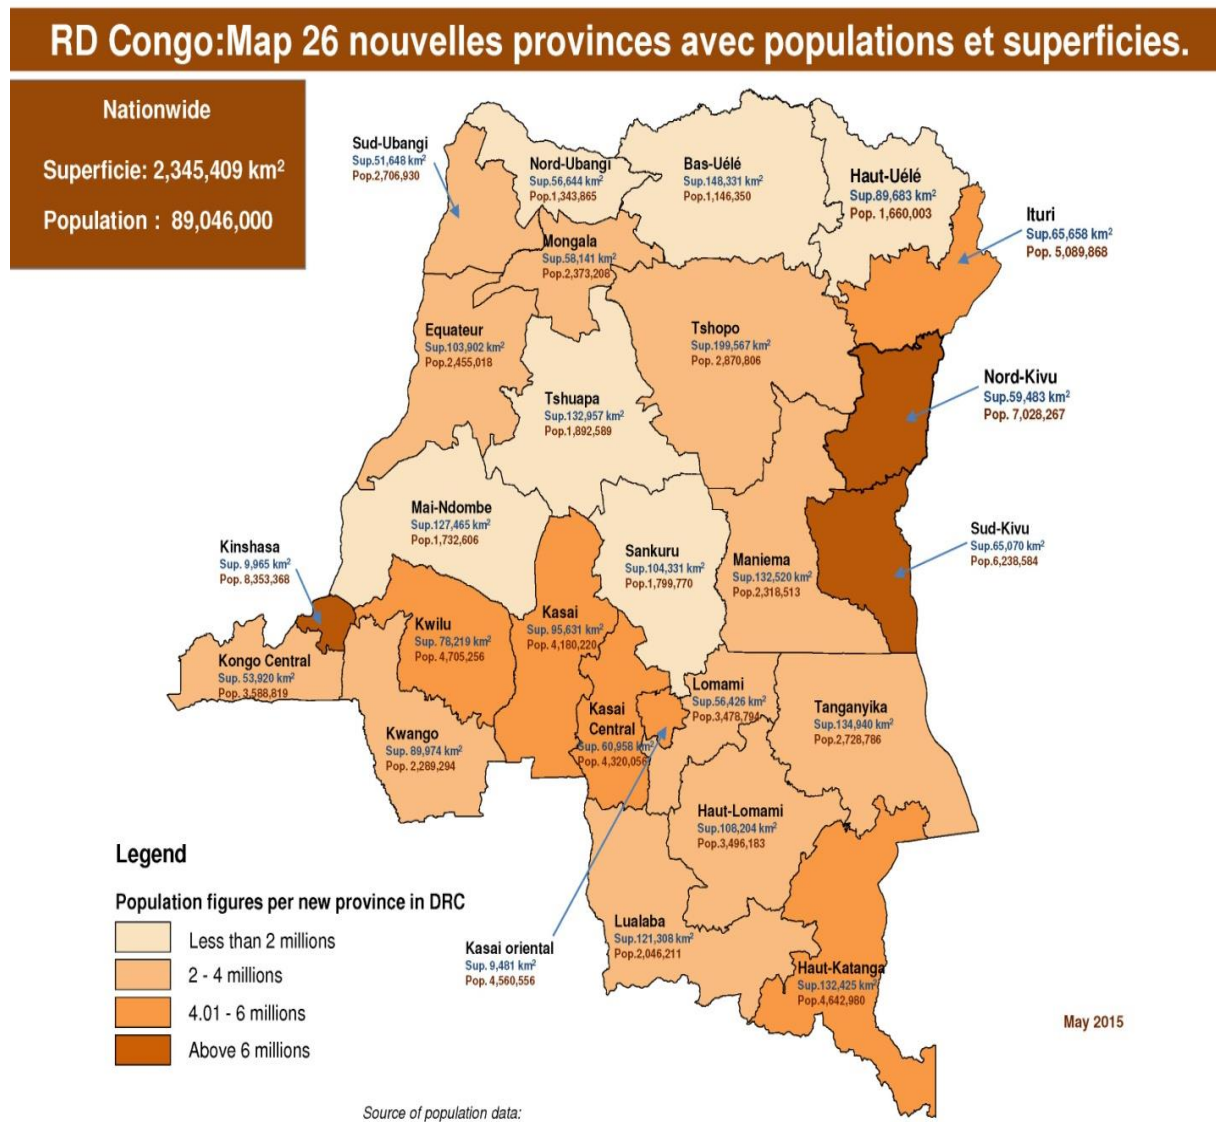 RD Congo:Map 26 nouvelles provinces avec populations et superficies.
Nationwide
Superficie: 2,345,409 km²
Population : 89,046,000
Sud-Ubangi
Sup.51,648 km²
Pop.2,706,930
Nord-Ubangi
Sup.56,644 km²
Pop.1,343,865
Bas-Uélé
Sup.148,331 km²
Pop.1,146,350
Haut-Uélé
Sup.89,683 km²
Pop. 1,660,003
Ituri
Sup.65,658 km²
Pop. 5,089,868
Mongala
Sup.58,141 km²
Pop.2,373,208
Equateur
Sup.103,902 km²
Pop.2,455,018
Tshopo
Sup.199,567 km²
Pop. 2,870,806
Nord-Kivu
Sup.59,483 km²
Pop. 7,028,267
Tshuapa
Sup.132,957 km²
Pop.1,892,589
Mai-Ndombe
Sup.127,465 km²
Pop.1,732,606
Kinshasa
Sup. 9,965 km²
Pop. 8,353,368
Sankuru
Sup.104,331 km²
Pop.1,799,770
Maniema
Sup.132,520 km²
Pop.2,318,513
Sud-Kivu
Sup.65,070 km²
Pop.6,238,584
Kwilu
Sup. 78,219 km²
Pop. 4,705,256
Kasai
Sup. 95,631 km²
Pop. 4,180,220
Kongo Central
Sup. 53,920 km²
Pop. 3,588,819
Kwango
Sup. 89,974 km²
Pop. 2,289,294
Kasai
Central
Sup. 60,958 km²
Pop. 4,320,056
Lomami
Sup.56,426 km²
Pop.3,478,794
Tanganyika
Sup.134,940 km²
Pop.2,728,786
Haut-Lomami
Sup.108,204 km²
Pop.3,496,183
Lualaba
Sup.121,308 km²
Pop.2,046,211
Kasai oriental
Sup. 9,481 km²
Pop. 4,560,556
Haut-Katanga
Sup.132,425 km²
Pop.4,642,980
Legend
Population figures per new province in DRC
Less than 2 millions
2 - 4 millions
4.01 - 6 millions
Above 6 millions
May 2015
Source of population data: